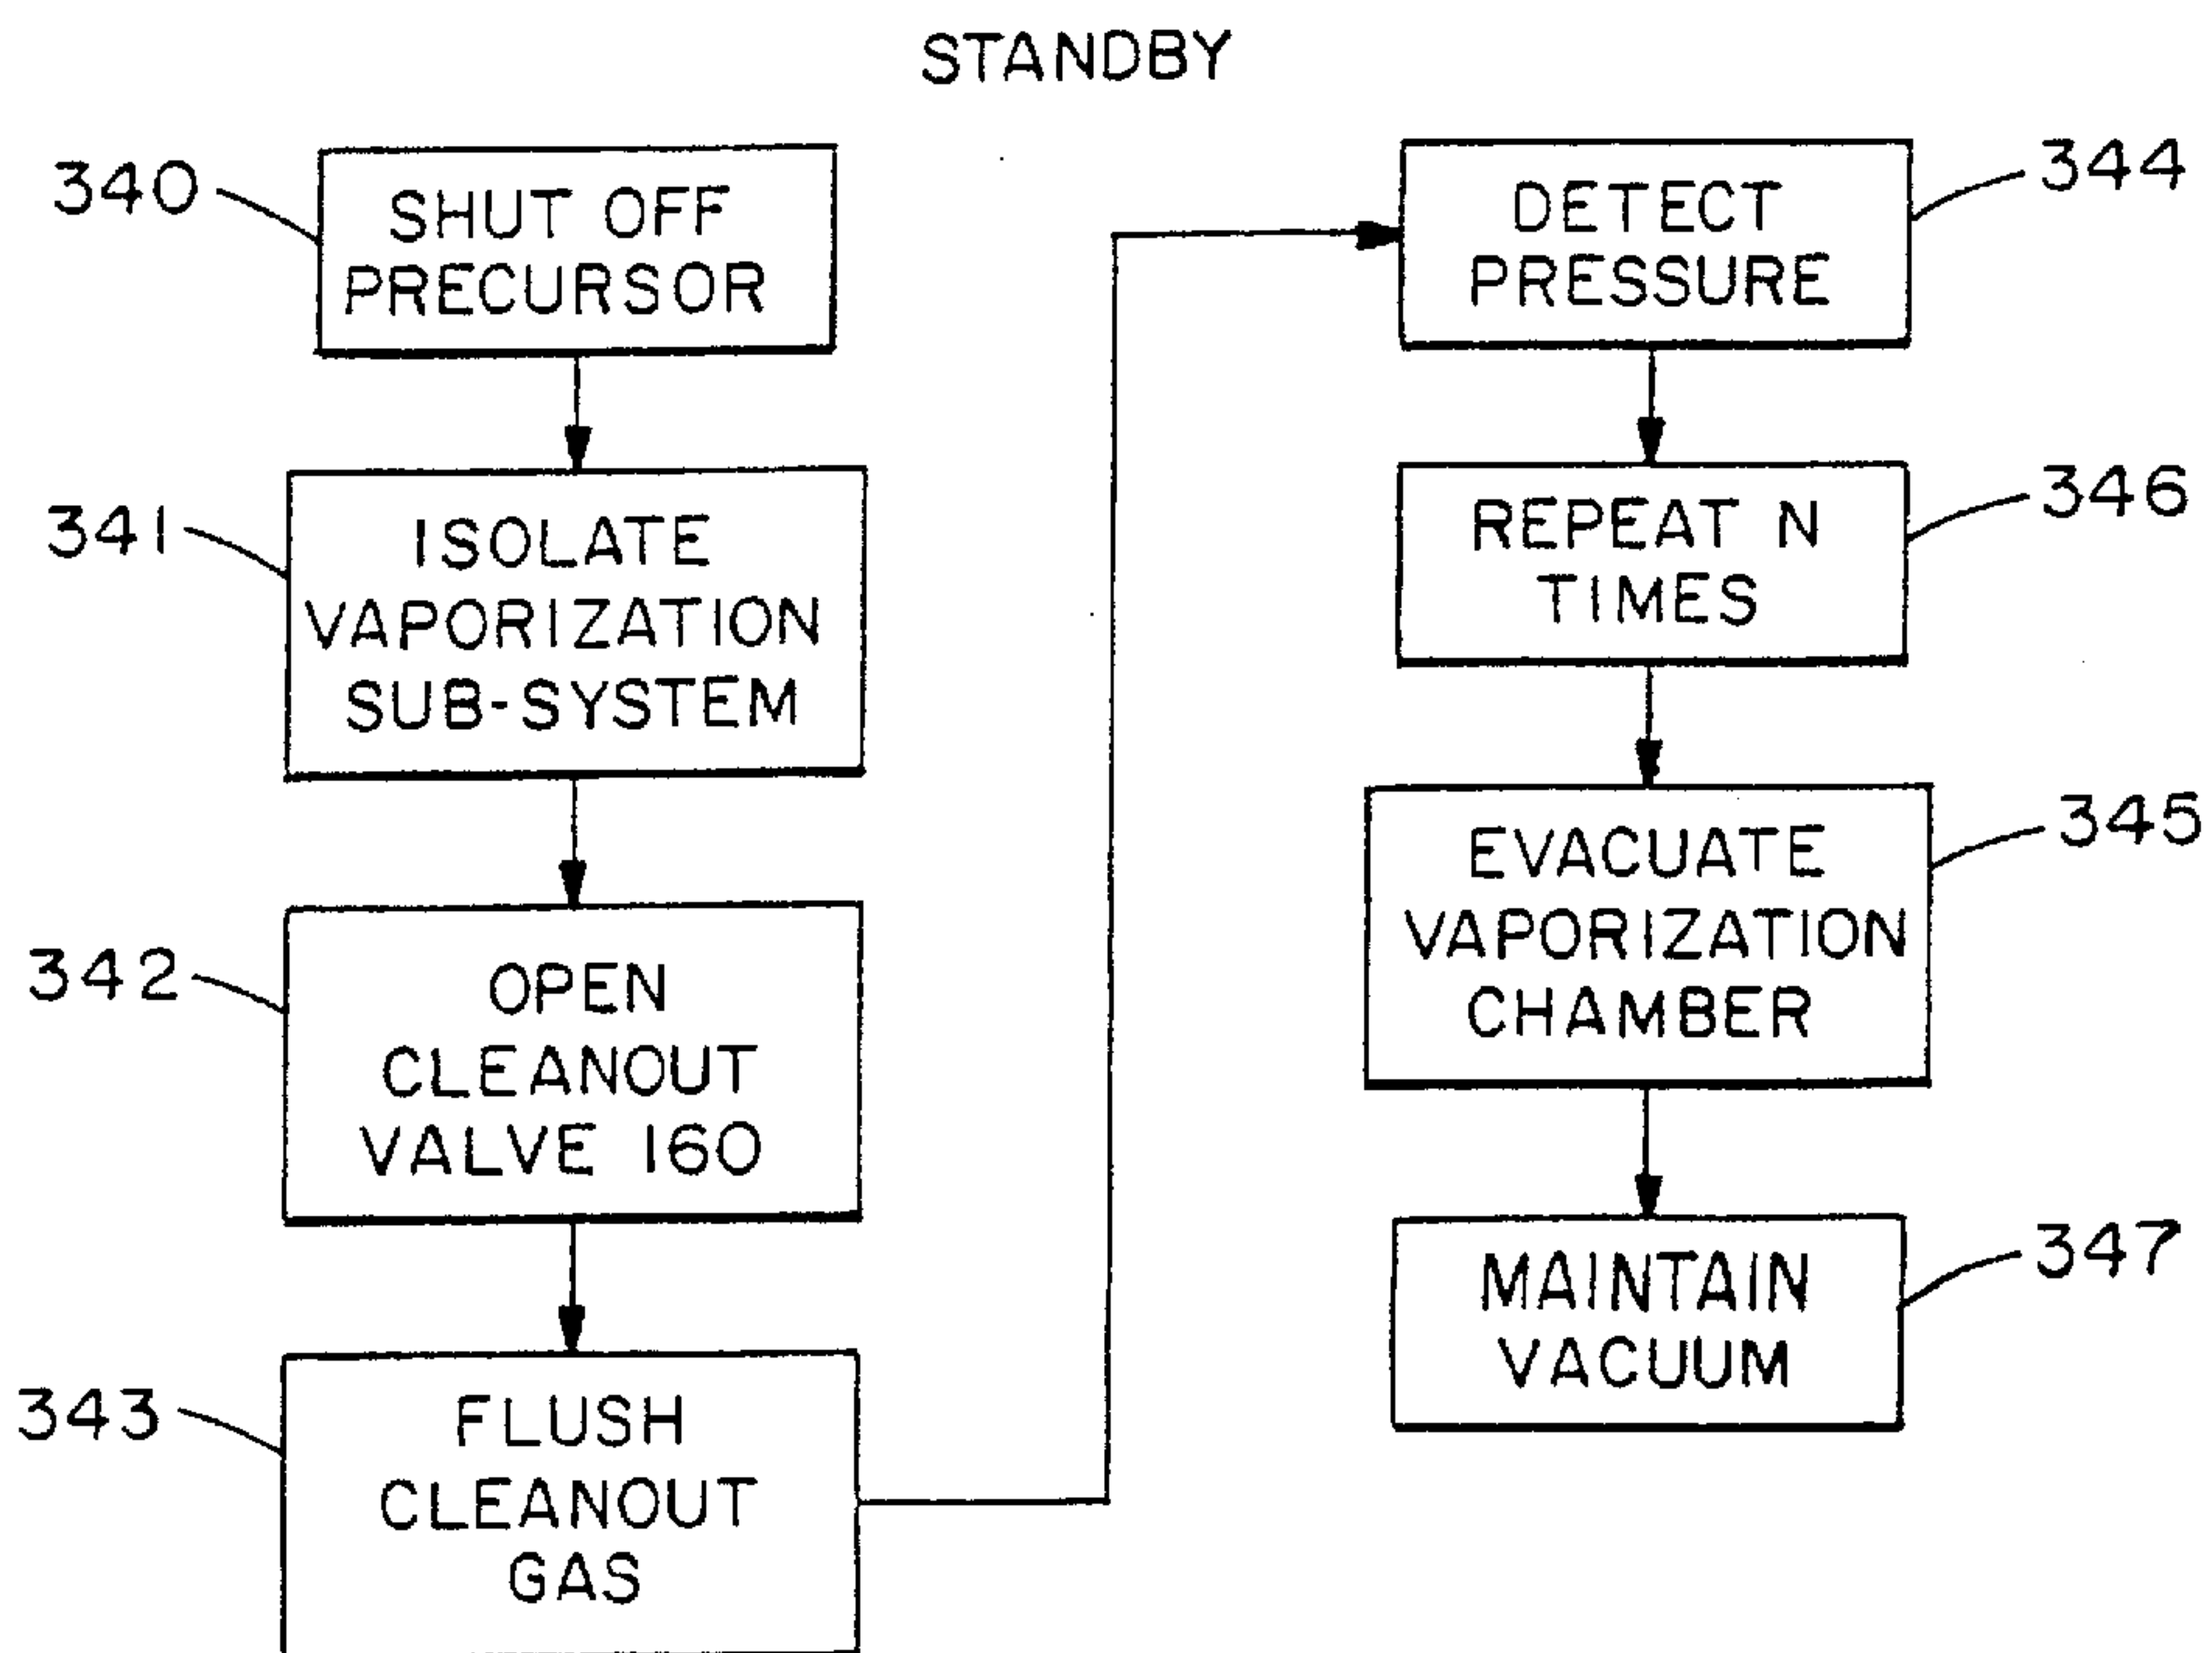 STANDBY
340
SHUT OFF
PRECURSOR
341
ISOLATE
VAPORIZATION
SUB-SYSTEM
342
OPEN
CLEANOUT
VALVE 160
343
FLUSH
CLEANOUT
GAS
344
DETECT
PRESSURE
346
REPEAT N
TIMES
345
EVACUATE
VAPORIZATION
CHAMBER
347
MAINTAIN
VACUUM